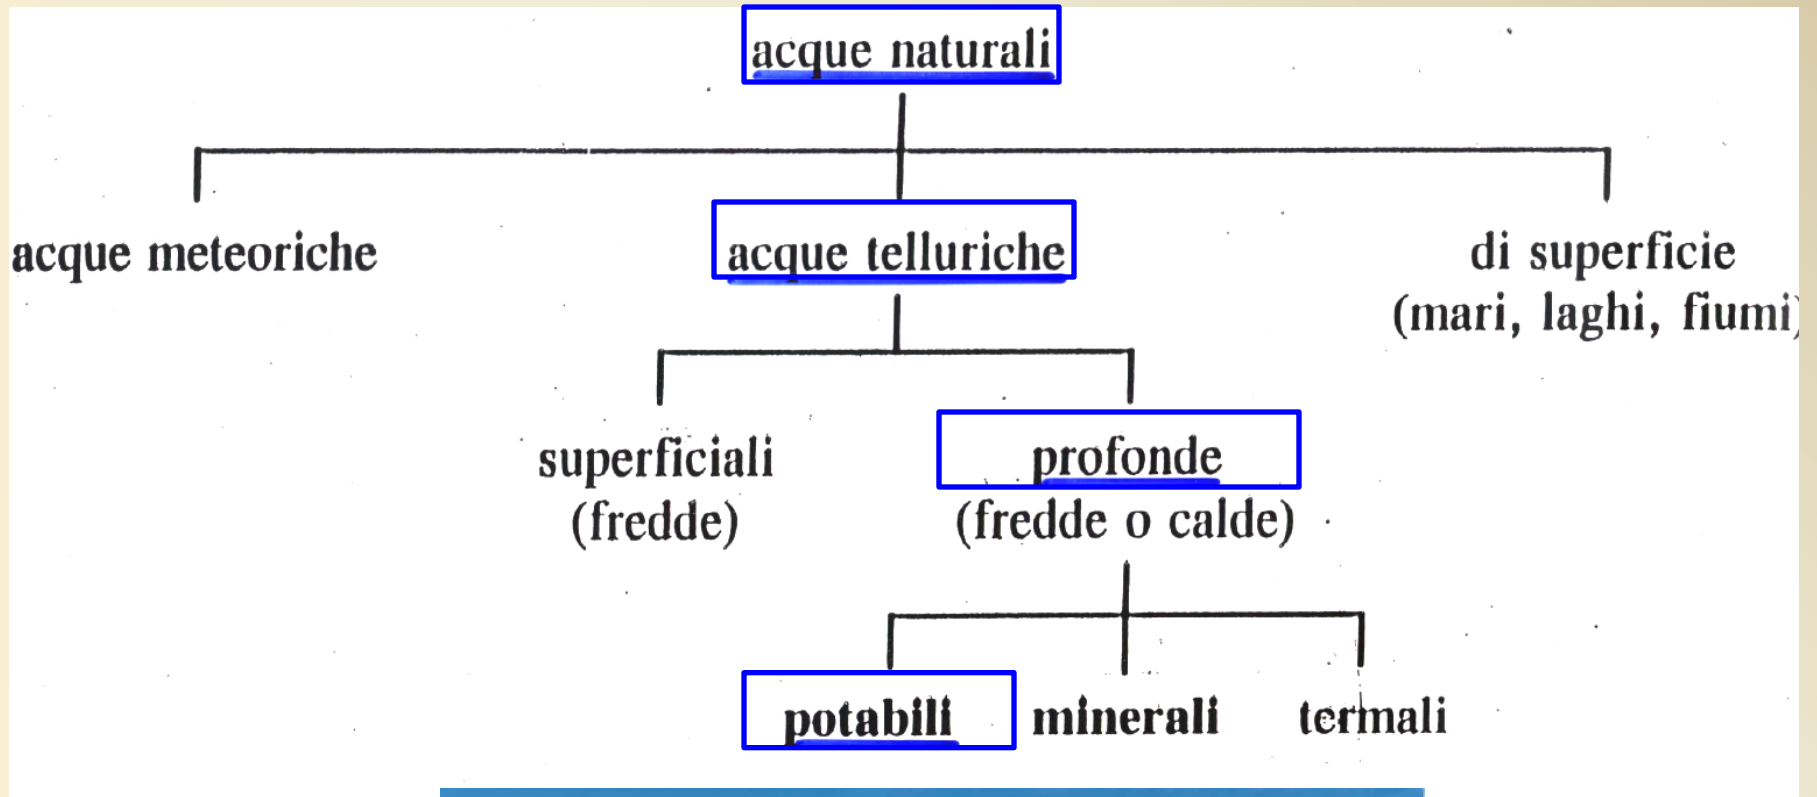 acque naturali
acque meteoriche
acque telluriche
di superficie
(mari, laghi, fiumi)
superficiali
(fredde)
profonde
(fredde o calde)
potabili
minerali
termali